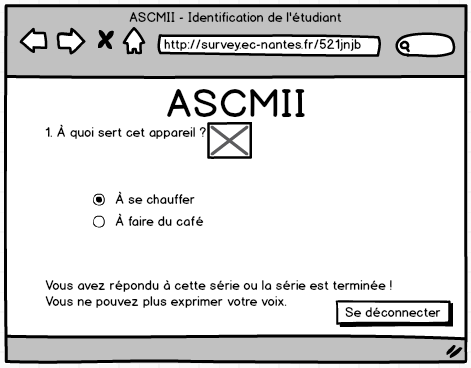 ASCMII - Identification de l'étudiant
http://survey.ec-nantes.fr/521jnjb
ASCMII
1. À quoi sert cet appareil ?
À se chauffer
À faire du café
Vous avez répondu à cette série ou la série est terminée !
Vous ne pouvez plus exprimer votre voix.
Se déconnecter